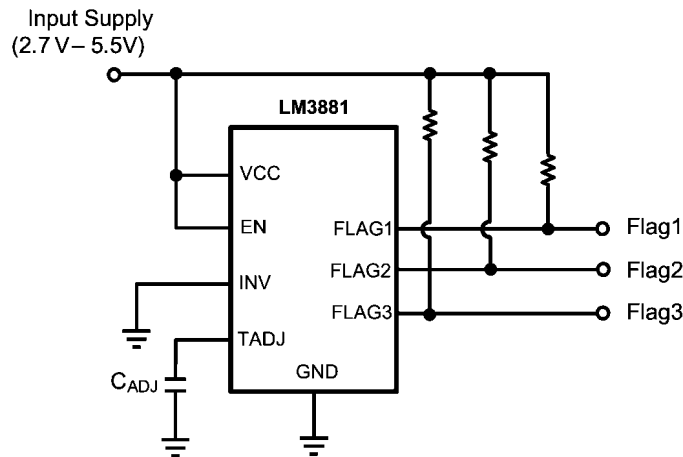 Input Supply
(2.7 V – 5.5V)
LM3881
VCC
EN
FLAG1
Flag1
FLAG2
Flag2
INV
FLAG3
Flag3
TADJ
GND
CADJ